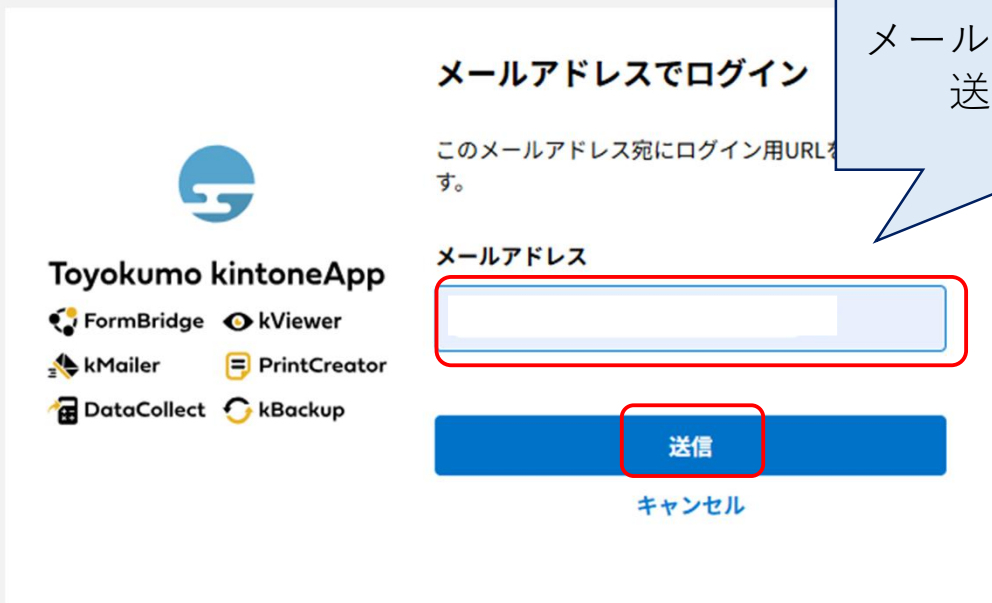 メール
送
メールアドレスでログイン
このメールアドレス宛にログイン用URLを
す。
メールアドレス
Toyokumo kintoneApp
FormBridge kViewer
kMailer PrintCreator
DataCollect kBackup
送信
キャンセル